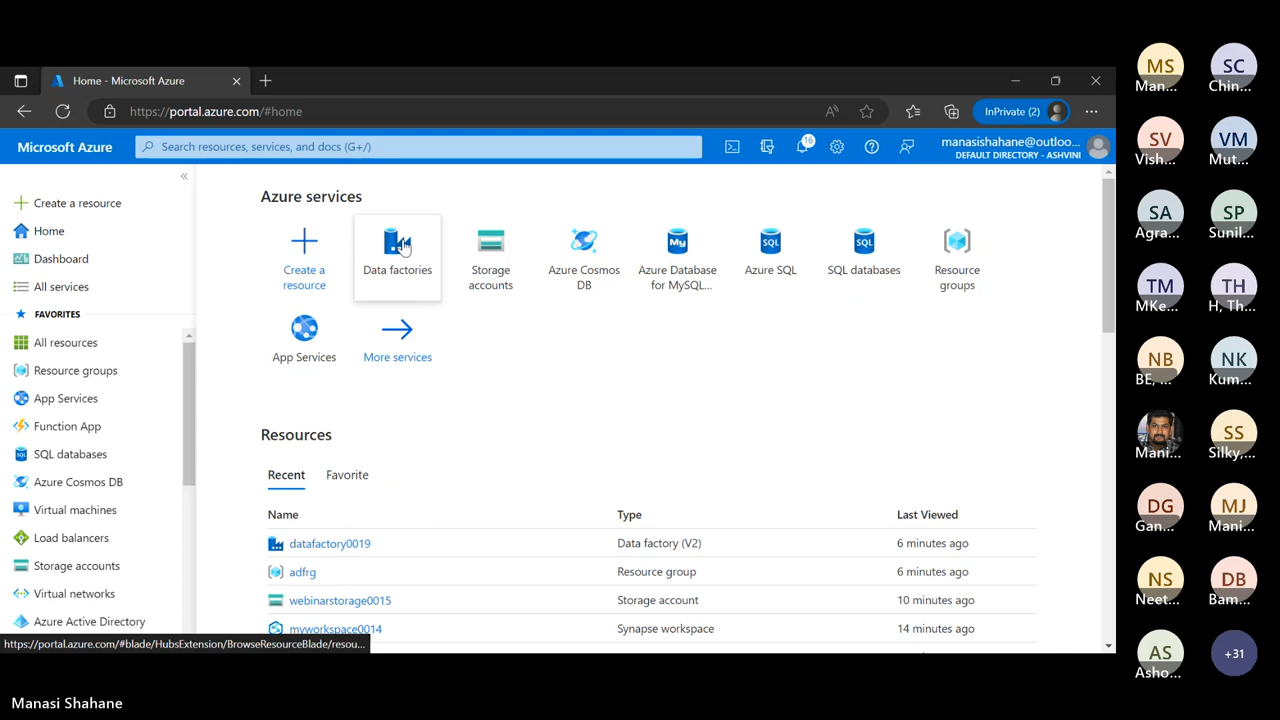 Home - Microsoft Azure
https://portal.azure.com/#home
InPrivate (2)
Microsoft Azure
Search resources, services, and docs (G+/)
16
manasishahane@outloo...
DEFAULT DIRECTORY - ASHVINI
Create a resource
Home
Dashboard
All services
FAVORITES
All resources
Resource groups
App Services
Function App
SQL databases
Azure Cosmos DB
Virtual machines
Load balancers
Storage accounts
Virtual networks
Azure Active Directory
https://portal.azure.com/#blade/HubsExtension/BrowseResourceBlade/resou...
Azure services
Create a
resource
Data factories
Storage
accounts
Azure Cosmos
DB
My
Azure Database
for MySQL...
SQL
Azure SQL
SQL
SQL databases
Resource
groups
App Services
More services
Resources
Recent
Favorite
Name Type Last Viewed
datafactory0019 Data factory (V2) 6 minutes ago
adfrg Resource group 6 minutes ago
webinarstorage0015 Storage account 10 minutes ago
myworkspace0014 Synapse workspace 14 minutes ago
MS
Man...
SC
Chin...
SV
Vish...
VM
Mut...
SA
Agra...
SP
Sunil...
TM
MKe...
TH
H, Th...
NB
BE, ...
NK
Kum...
Mani...
SS
Silky,...
DG
Gan...
MJ
Mani...
NS
Neet...
DB
Bam...
AS
Asho...
+31
Manasi Shahane